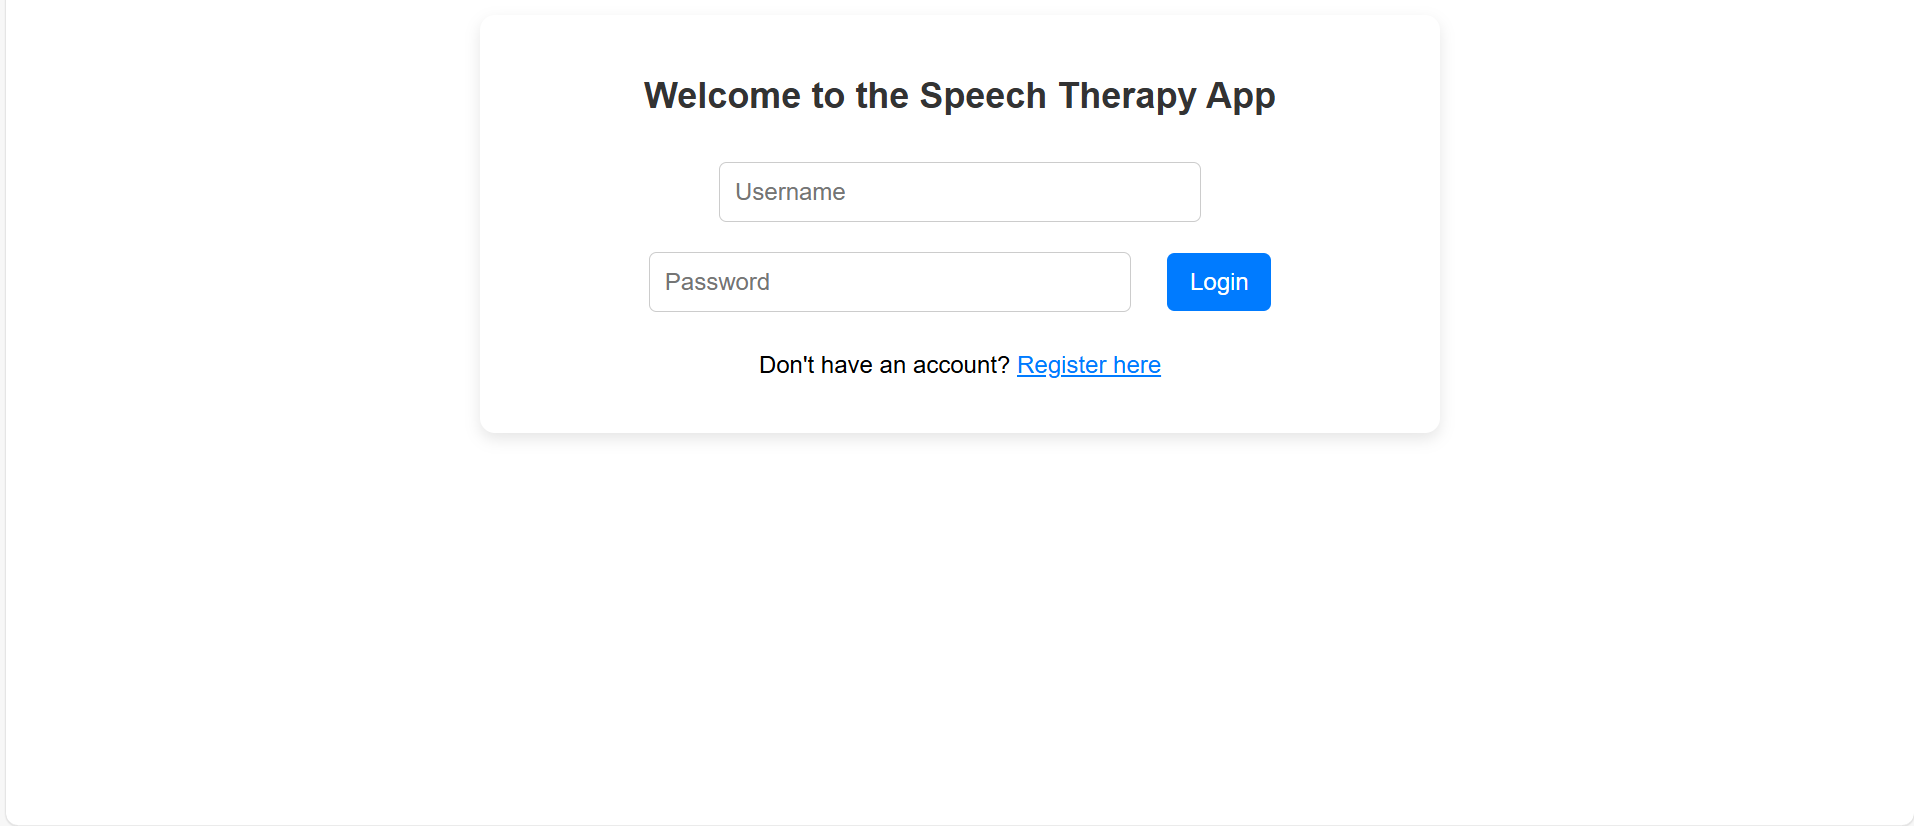 Welcome to the Speech Therapy App
Username
Password
Login
Don't have an account? Register here